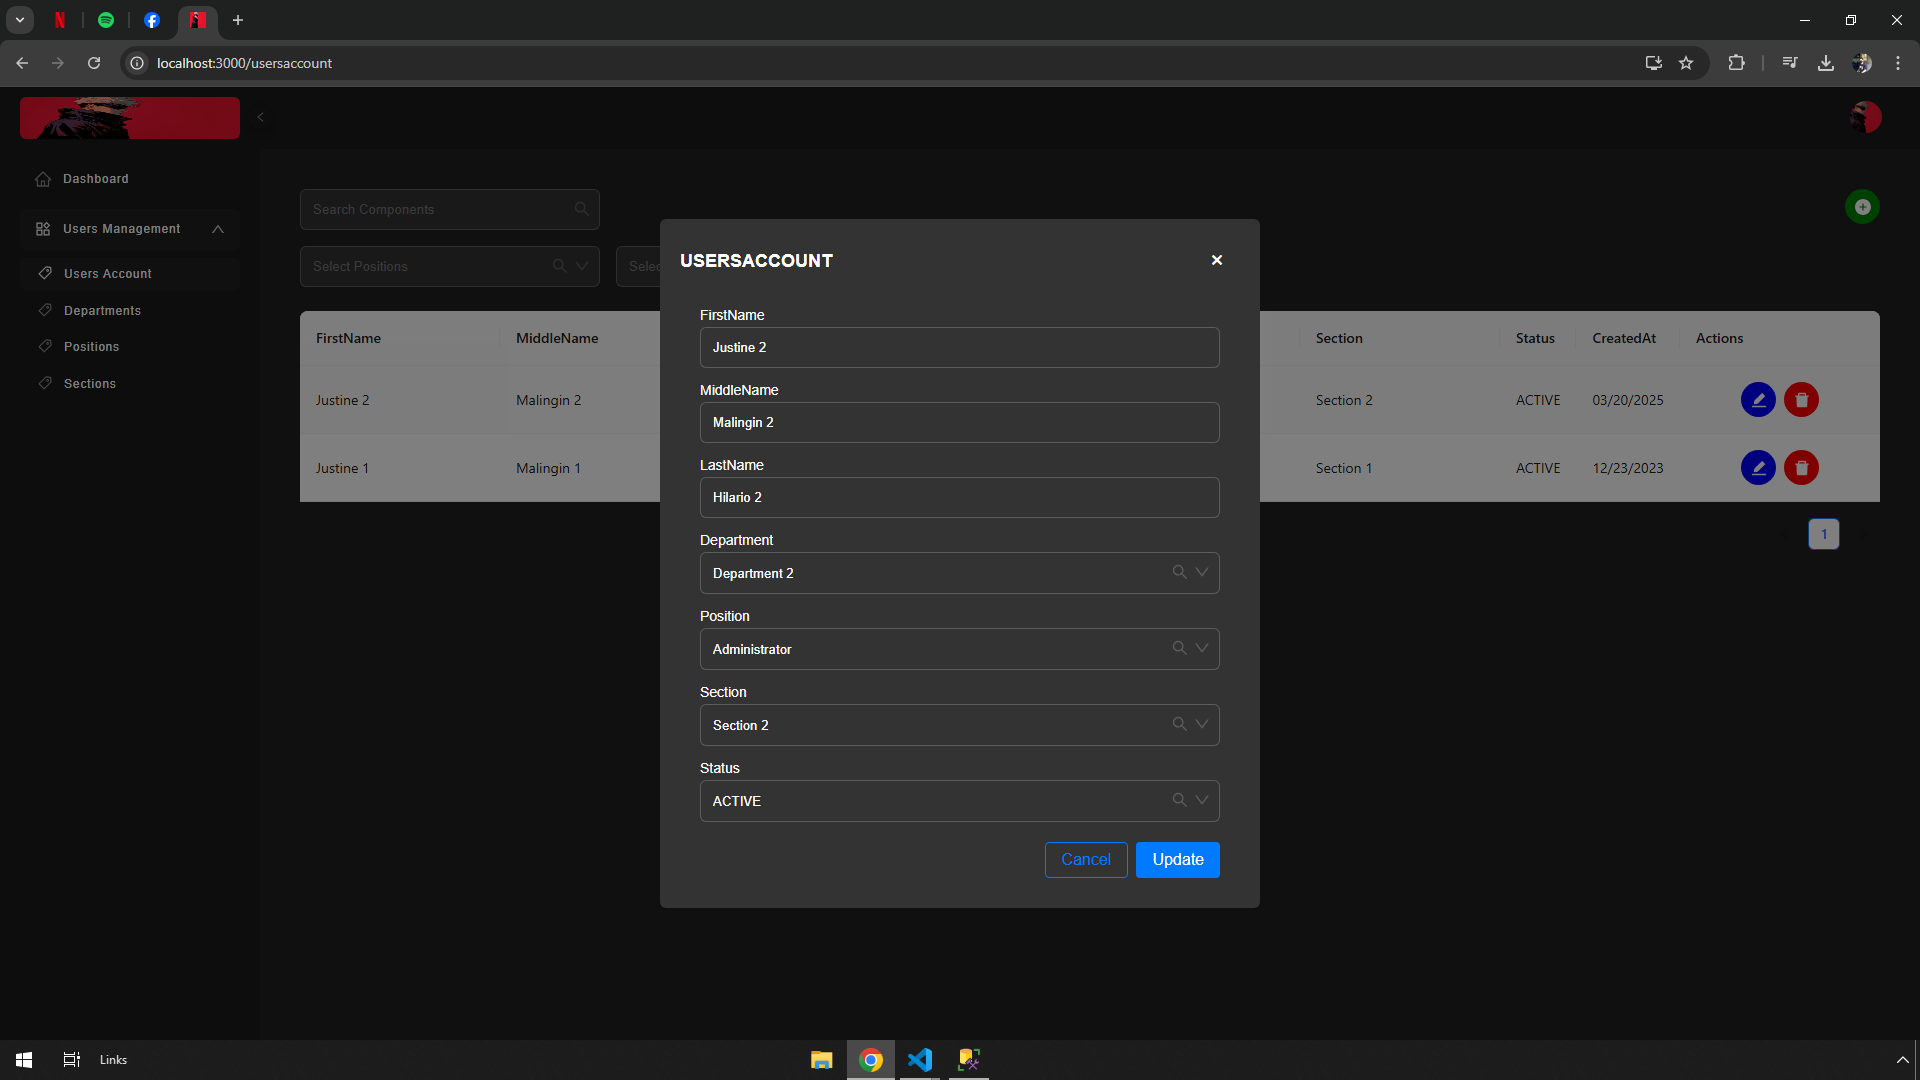 localhost:3000/usersaccount
Dashboard
Users Management
Users Account
Departments
Positions
Sections
Search Components
Select Positions
Selec
FirstName MiddleName Section Status CreatedAt Actions
Justine 2 Malingin 2 Section 2 ACTIVE 03/20/2025
Justine 1 Malingin 1 Section 1 ACTIVE 12/23/2023
1
USERSACCOUNT
FirstName
Justine 2
MiddleName
Malingin 2
LastName
Hilario 2
Department
Department 2
Position
Administrator
Section
Section 2
Status
ACTIVE
Cancel Update
Links